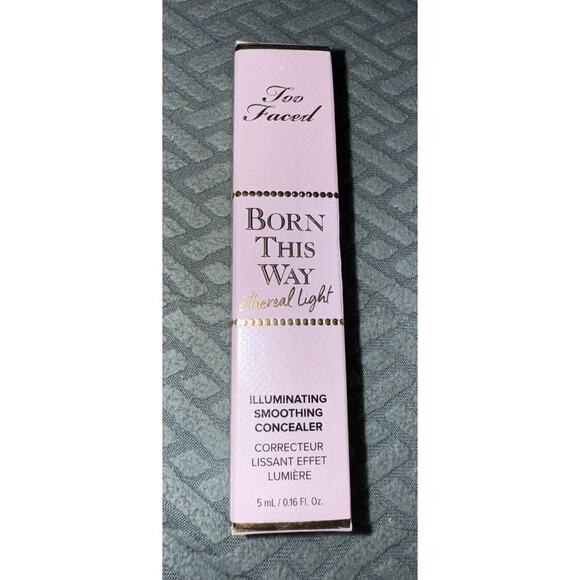 Too
Faced
BORN
THIS
WAY
Ethereal Light
ILLUMINATING
SMOOTHING
CONCEALER
CORRECTEUR
LISSANT EFFET
LUMIÈRE
5 mL / 0.16 Fl. Oz.